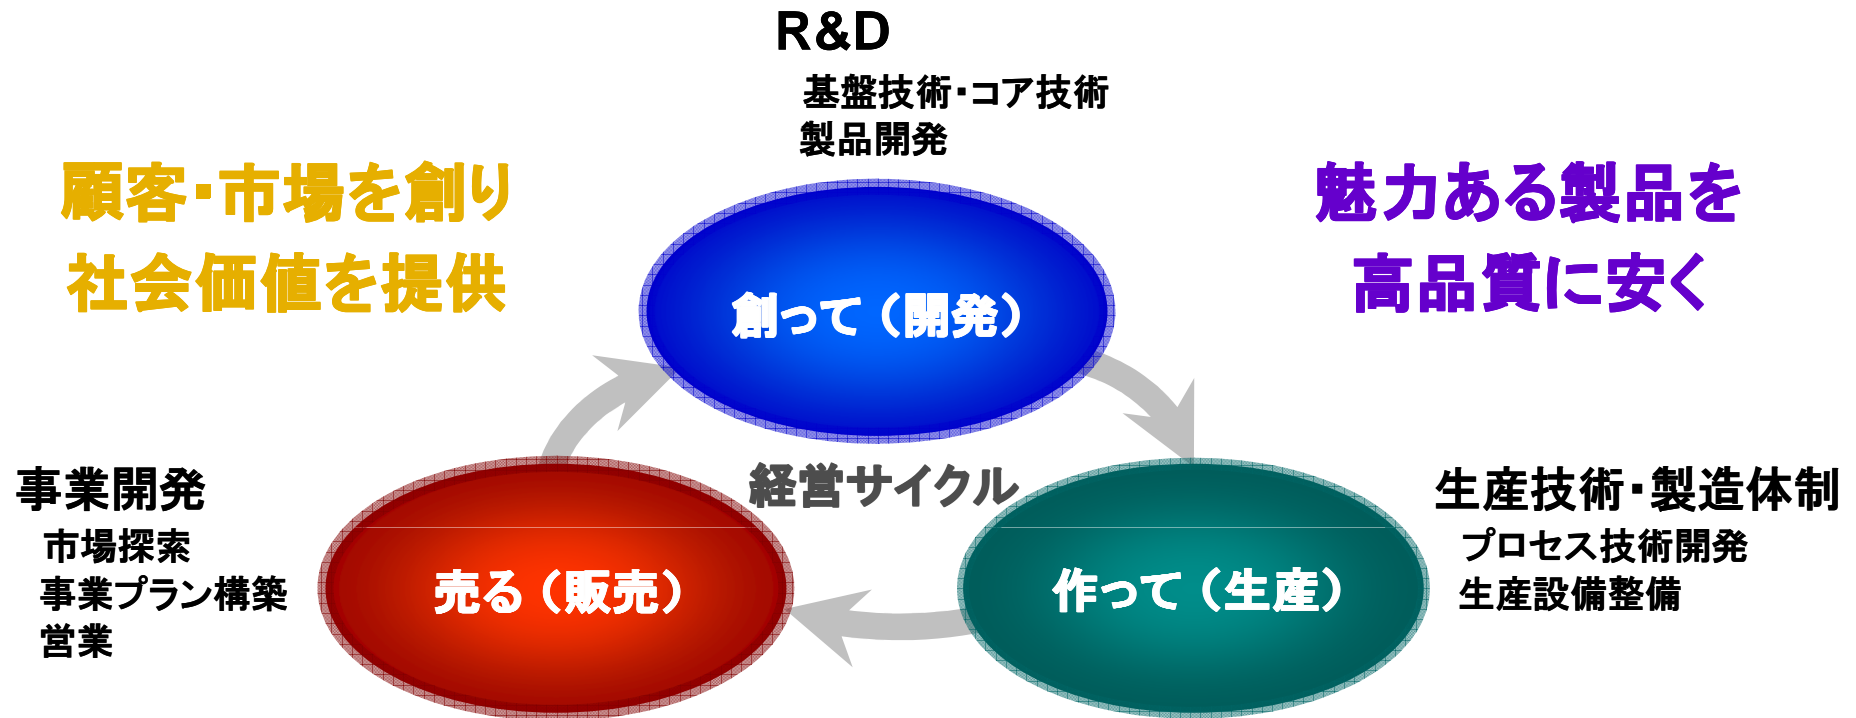 R&D
基盤技術・コア技術
製品開発
顧客・市場を創り
社会価値を提供
魅力ある製品を
高品質に安く
創って（開発）
経営サイクル
事業開発
市場探索
事業プラン構築
営業
売る（販売）
作って（生産）
生産技術・製造体制
プロセス技術開発
生産設備整備